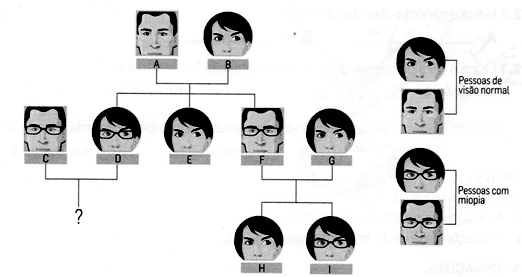 A
B
Pessoas de
visão normal
C
D
E
F
G
?
Pessoas com
miopia
H
I